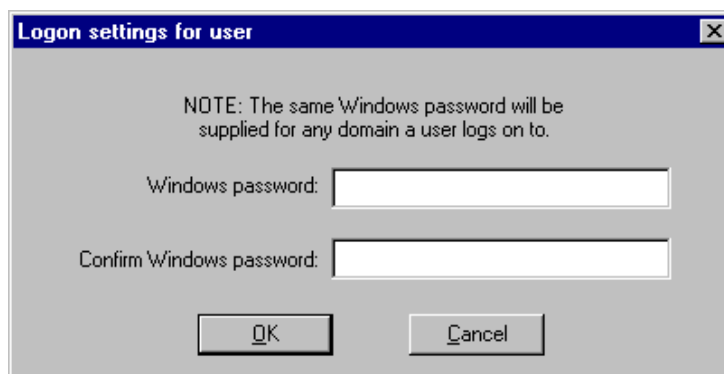 Logon settings for user
NOTE: The same Windows password will be
supplied for any domain a user logs on to.
Windows password:
Confirm Windows password:
OK
Cancel